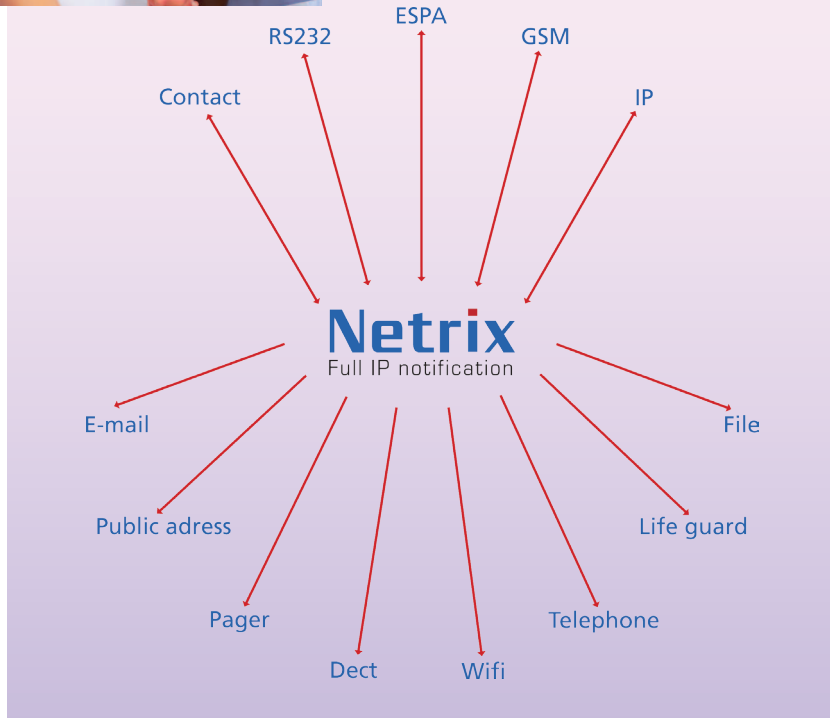 ESPA
RS232
GSM
Contact
IP
Netrix
Full IP notification
E-mail
File
Public adress
Life guard
Pager
Telephone
Dect
Wifi